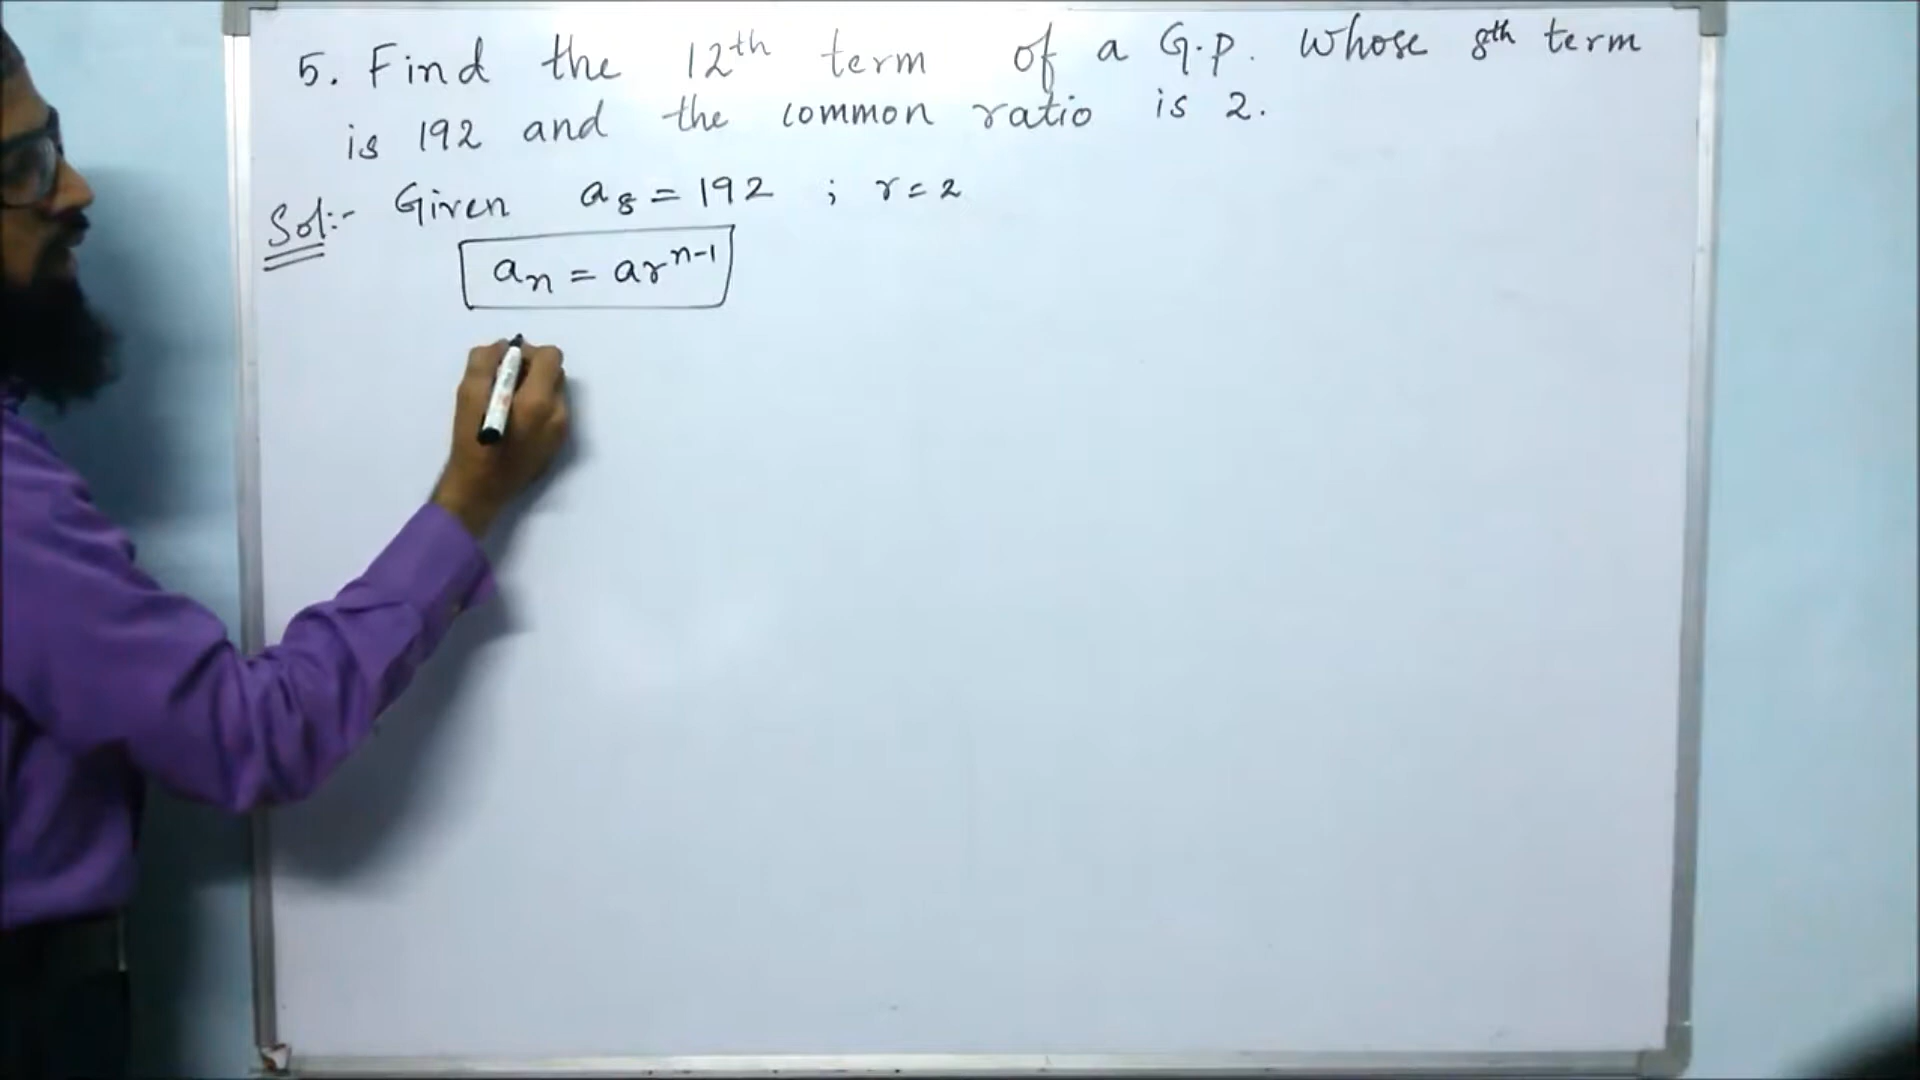 5. Find the 12th term of a G.P. whose 8th term
is 192 and the common ratio is 2.
Sol:- Given a₈ = 192 ; r = 2
aₙ = arⁿ⁻¹